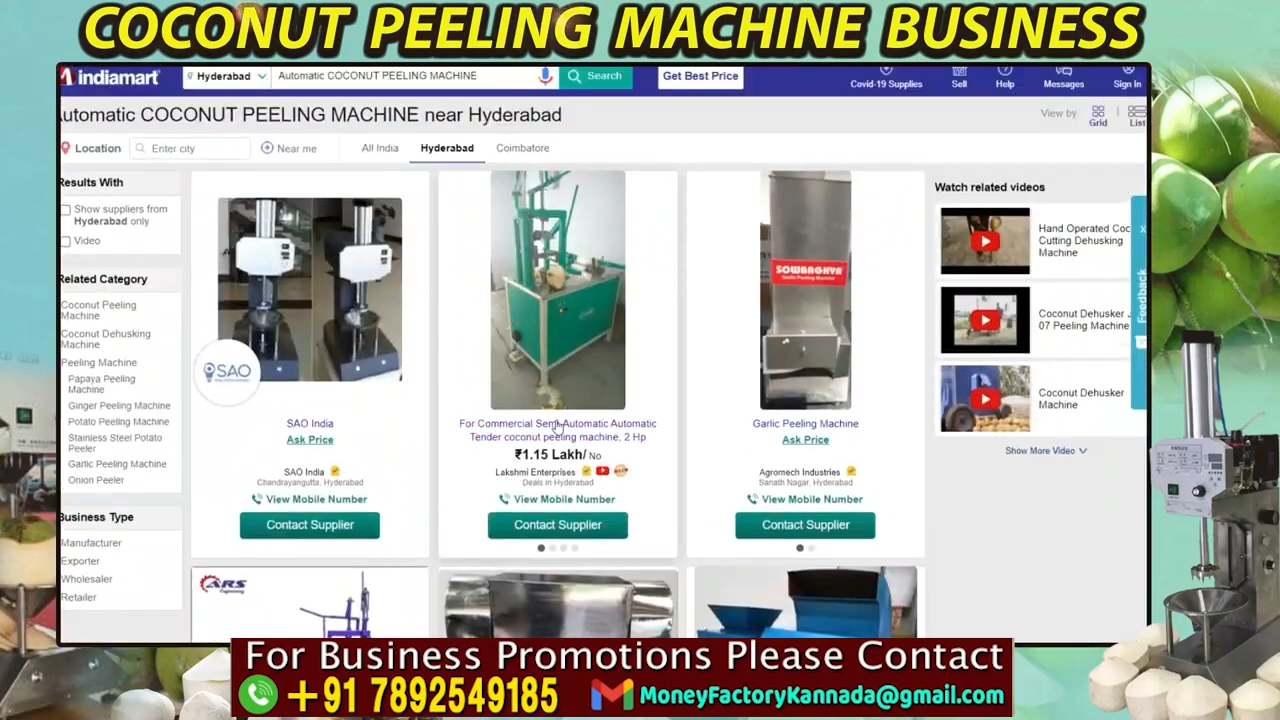 COCONUT PEELING MACHINE BUSINESS
indiamart
Hyderabad
Automatic COCONUT PEELING MACHINE
Search
Get Best Price
Covid-19 Supplies
Sell
Help
Messages
Sign In
utomatic COCONUT PEELING MACHINE near Hyderabad
View by:
Grid
List
Location
Enter city
Near me
All India
Hyderabad
Coimbatore
Results With
Show suppliers from
Hyderabad only
Video
Related Category
Coconut Peeling
Machine
Coconut Dehusking
Machine
Peeling Machine
Papaya Peeling
Machine
Ginger Peeling Machine
Potato Peeling Machine
Stainless Steel Potato
Peeler
Garlic Peeling Machine
Onion Peeler
Business Type
Manufacturer
Exporter
Wholesaler
Retailer
SAO
SAO India
Ask Price
SAO India
Chandrayangutta, Hyderabad
View Mobile Number
Contact Supplier
For Commercial Semi-Automatic Automatic
Tender coconut peeling machine, 2 Hp
₹1.15 Lakh/ No
Lakshmi Enterprises
Deals in Hyderabad
View Mobile Number
Contact Supplier
SOWBAGHYA
Garlic Peeling Machine
Garlic Peeling Machine
Ask Price
Agromech Industries
Sanath Nagar, Hyderabad
View Mobile Number
Contact Supplier
Watch related videos
Hand Operated Coc
Cutting Dehusking
Machine
Coconut Dehusker
07 Peeling Machine
Coconut Dehusker
Machine
Show More Video
X
Feedback
ARS
Engineering
For Business Promotions Please Contact
+91 7892549185
MoneyFactoryKannada@gmail.com